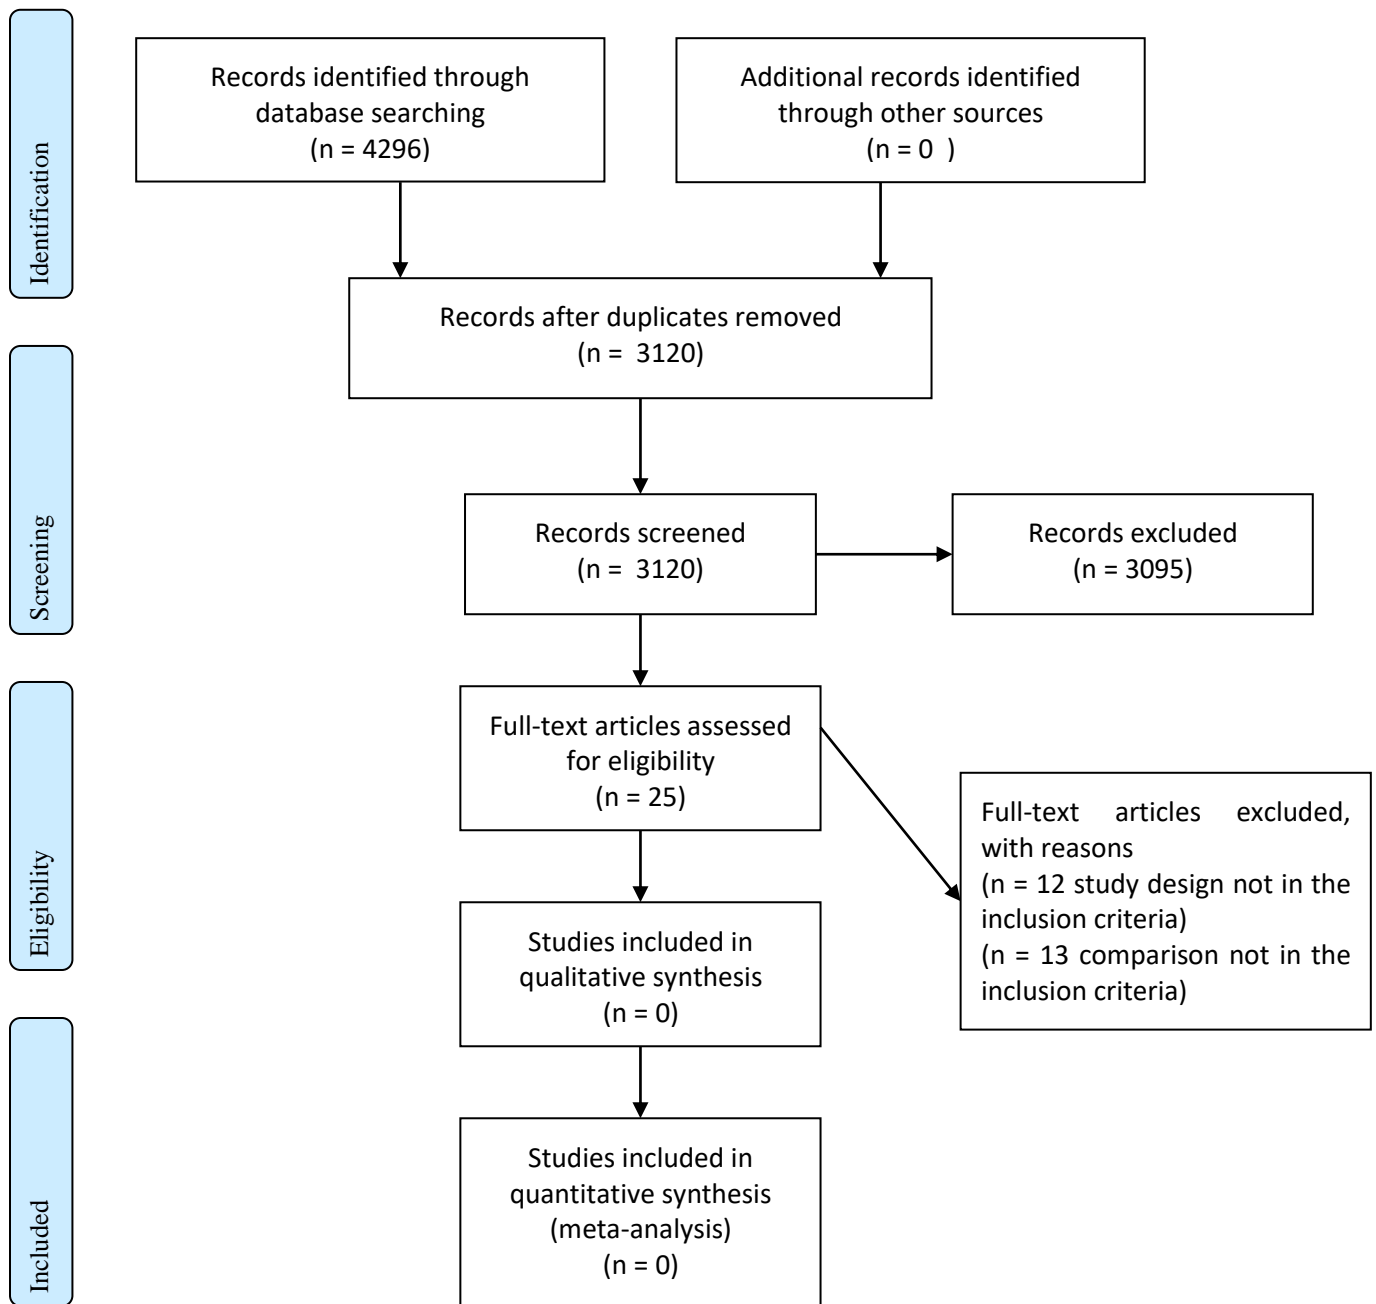 Identification
Records identified through
database searching
(n = 4296)
Additional records identified
through other sources
(n = 0  )
Records after duplicates removed
(n =  3120)
Screening
Records screened
(n =  3120)
Records excluded
(n = 3095)
Eligibility
Full-text articles assessed
for eligibility
(n = 25)
Full-text articles excluded,
with reasons
(n = 12 study design not in the
inclusion criteria)
(n = 13 comparison not in the
inclusion criteria)
Studies included in
qualitative synthesis
(n = 0)
Included
Studies included in
quantitative synthesis
(meta-analysis)
(n = 0)